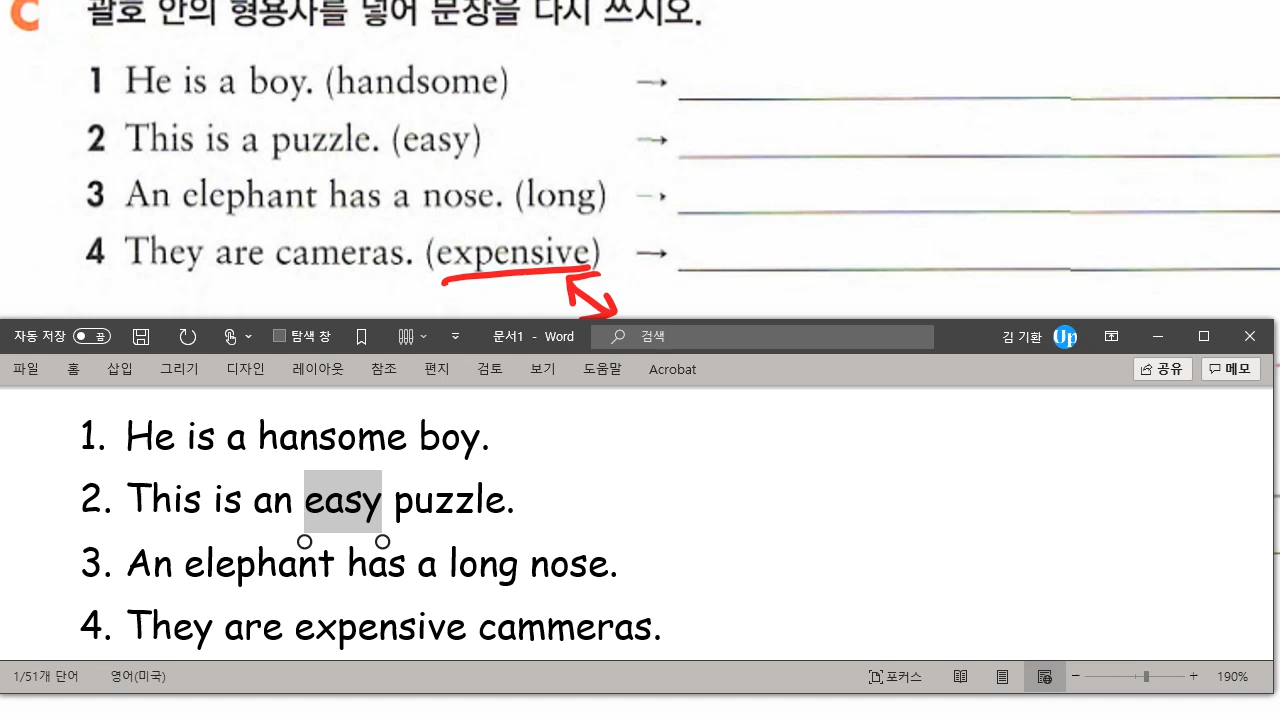 C 괄호 안의 형용사를 넣어 문장을 다시 쓰시오.
1 He is a boy. (handsome) →
2 This is a puzzle. (easy) →
3 An elephant has a nose. (long) →
4 They are cameras. (expensive) →
자동 저장 끔 탐색 창 문서1 - Word 검색 김 기환 Up
파일 홈 삽입 그리기 디자인 레이아웃 참조 편지 검토 보기 도움말 Acrobat 공유 메모
1. He is a hansome boy.
2. This is an easy puzzle.
3. An elephant has a long nose.
4. They are expensive cammeras.
1/51개 단어 영어(미국) 포커스 190%